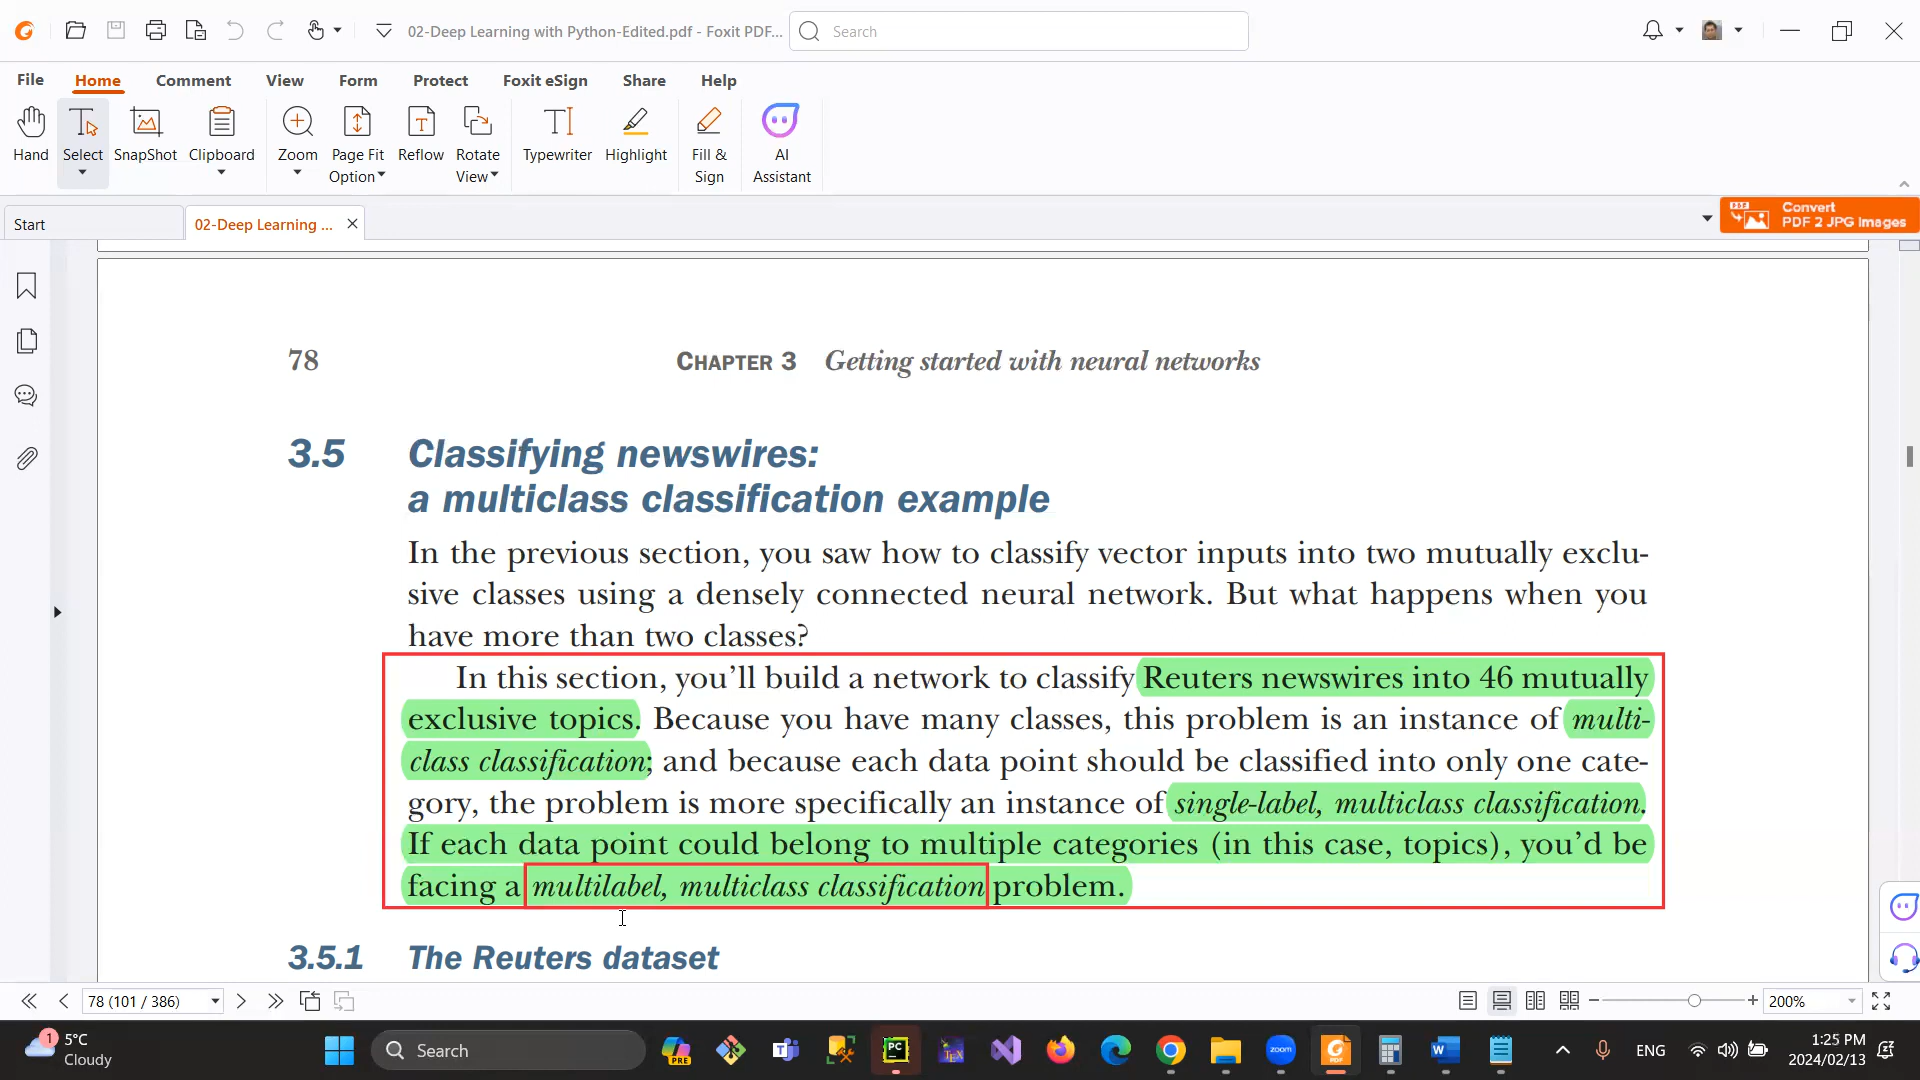 02-Deep Learning with Python-Edited.pdf - Foxit PDF... Search
File Home Comment View Form Protect Foxit eSign Share Help
Hand Select SnapShot Clipboard Zoom Page Fit Option Reflow Rotate View Typewriter Highlight Fill & Sign AI Assistant
Start 02-Deep Learning ... Convert
PDF 2 JPG Images
78 CHAPTER 3 Getting started with neural networks
3.5 Classifying newswires:
a multiclass classification example
In the previous section, you saw how to classify vector inputs into two mutually exclu-
sive classes using a densely connected neural network. But what happens when you
have more than two classes?
In this section, you'll build a network to classify Reuters newswires into 46 mutually
exclusive topics. Because you have many classes, this problem is an instance of multi-
class classification; and because each data point should be classified into only one cate-
gory, the problem is more specifically an instance of single-label, multiclass classification.
If each data point could belong to multiple categories (in this case, topics), you'd be
facing a multilabel, multiclass classification problem.
3.5.1 The Reuters dataset
78 (101 / 386) 200%
1 5°C
Cloudy
Search
PRE
PC
TEX
zoom
PDF
W
ENG
1:25 PM
2024/02/13